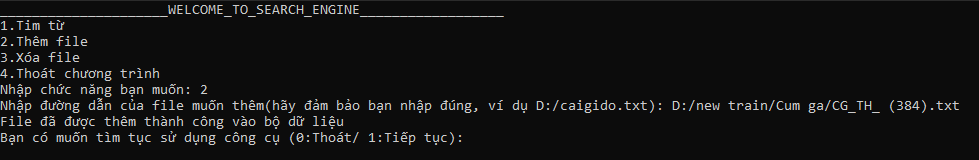 _____________________WELCOME_TO_SEARCH_ENGINE__________________
1.Tim từ
2.Thêm file
3.Xóa file
4.Thoát chương trình
Nhập chức năng bạn muốn: 2
Nhập đường dẫn của file muốn thêm(hãy đảm bảo bạn nhập đúng, ví dụ D:/caigido.txt): D:/new train/Cum ga/CG_TH_ (384).txt
File đã được thêm thành công vào bộ dữ liệu
Bạn có muốn tìm tục sử dụng công cụ (0:Thoát/ 1:Tiếp tục):